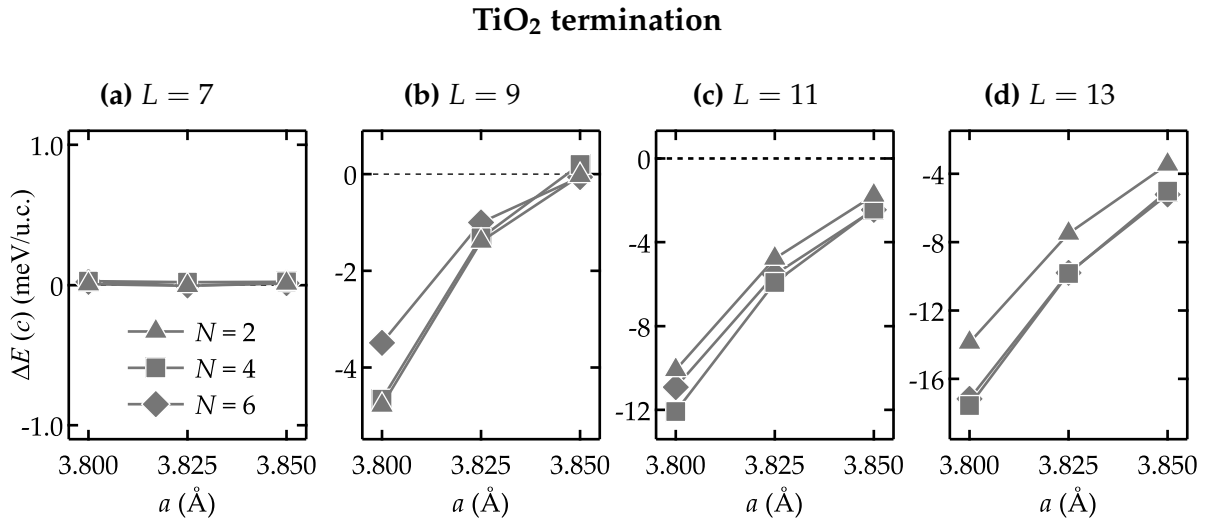 TiO₂ termination
(a) L = 7
(b) L = 9
(c) L = 11
(d) L = 13
ΔE (c) (meV/u.c.)
1.0
0
-1.0
N = 2
N = 4
N = 6
3.800 3.825 3.850
a (Å)
0
-2
-4
3.800 3.825 3.850
a (Å)
0
-4
-8
-12
3.800 3.825 3.850
a (Å)
-4
-8
-12
-16
3.800 3.825 3.850
a (Å)